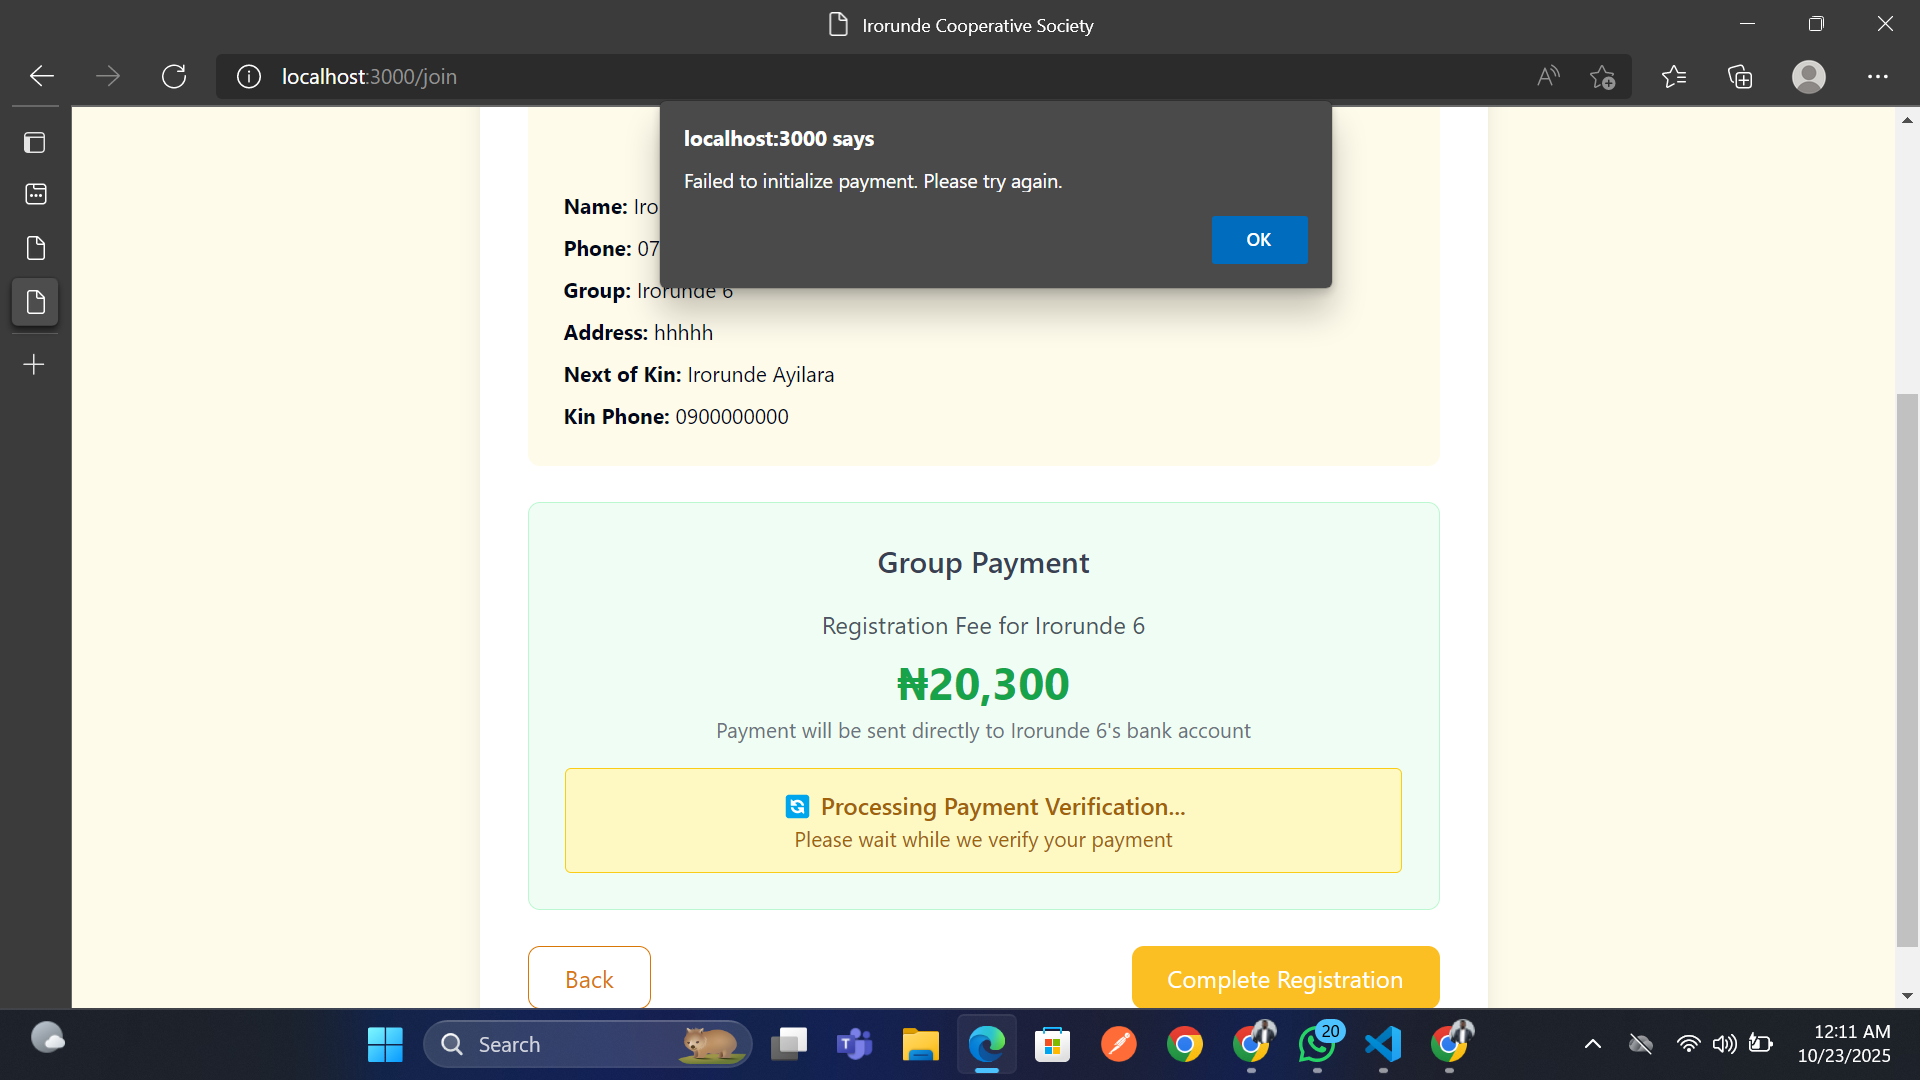 Irorunde Cooperative Society
localhost:3000/join
localhost:3000 says
Failed to initialize payment. Please try again.
OK
Name: Iro
Phone: 07
Group: Irorunde 6
Address: hhhhh
Next of Kin: Irorunde Ayilara
Kin Phone: 0900000000
Group Payment
Registration Fee for Irorunde 6
₦20,300
Payment will be sent directly to Irorunde 6's bank account
Processing Payment Verification...
Please wait while we verify your payment
Back
Complete Registration
Search
20
12:11 AM
10/23/2025